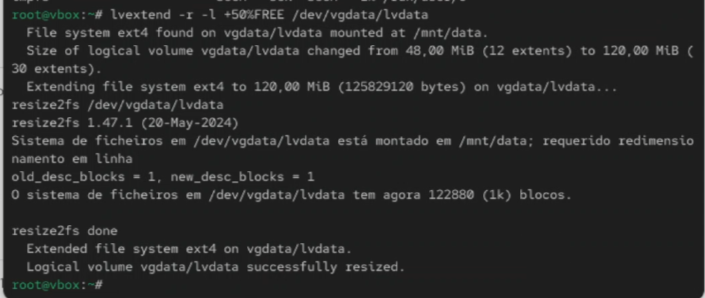 root@vbox:~# lvextend -r -l +50%FREE /dev/vgdata/lvdata
File system ext4 found on vgdata/lvdata mounted at /mnt/data.
Size of logical volume vgdata/lvdata changed from 48,00 MiB (12 extents) to 120,00 MiB (
30 extents).
Extending file system ext4 to 120,00 MiB (125829120 bytes) on vgdata/lvdata...
resize2fs /dev/vgdata/lvdata
resize2fs 1.47.1 (20-May-2024)
Sistema de ficheiros em /dev/vgdata/lvdata está montado em /mnt/data; requerido redimensio
namento em linha
old_desc_blocks = 1, new_desc_blocks = 1
O sistema de ficheiros em /dev/vgdata/lvdata tem agora 122880 (1k) blocos.

resize2fs done
Extended file system ext4 on vgdata/lvdata.
Logical volume vgdata/lvdata successfully resized.
root@vbox:~#